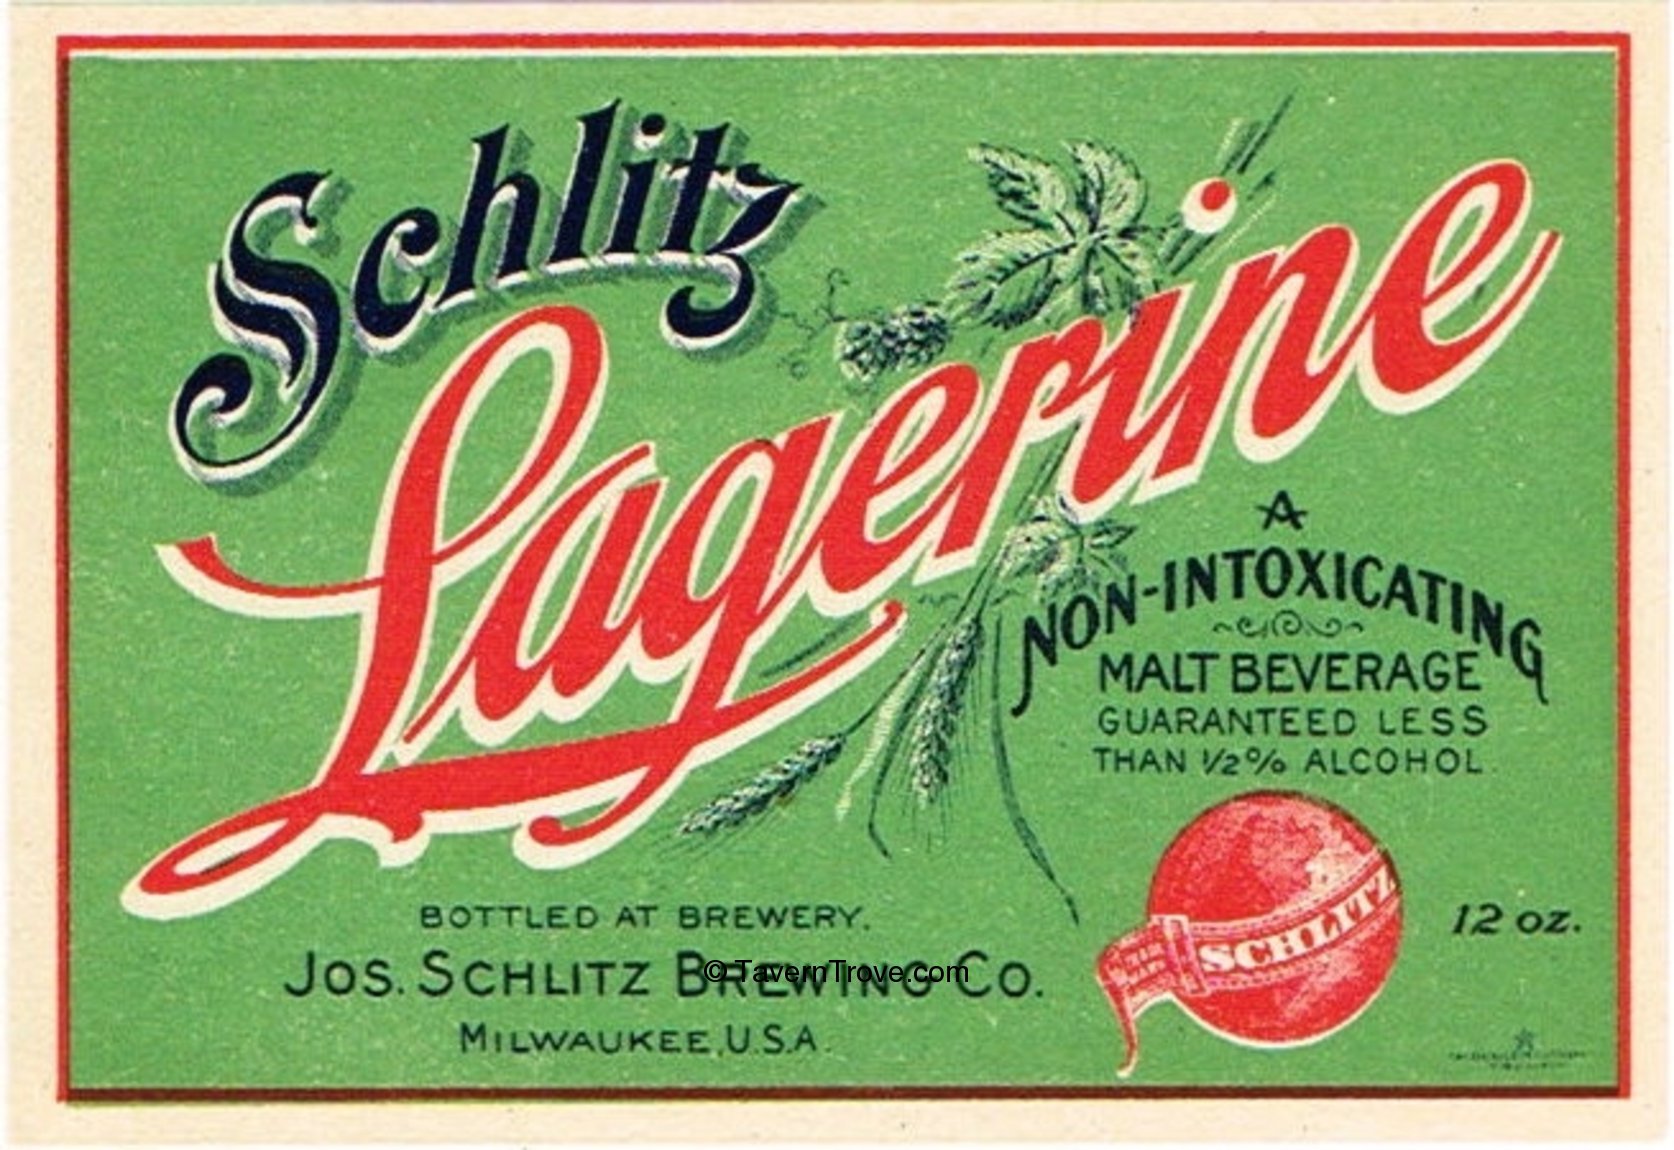 Schlitz
Lagerine
A
NON-INTOXICATING
MALT BEVERAGE
GUARANTEED LESS
THAN 1/2% ALCOHOL
SCHLITZ
12 oz.
BOTTLED AT BREWERY.
JOS. SCHLITZ BREWING CO.
© TavernTrove.com
MILWAUKEE, U.S.A.